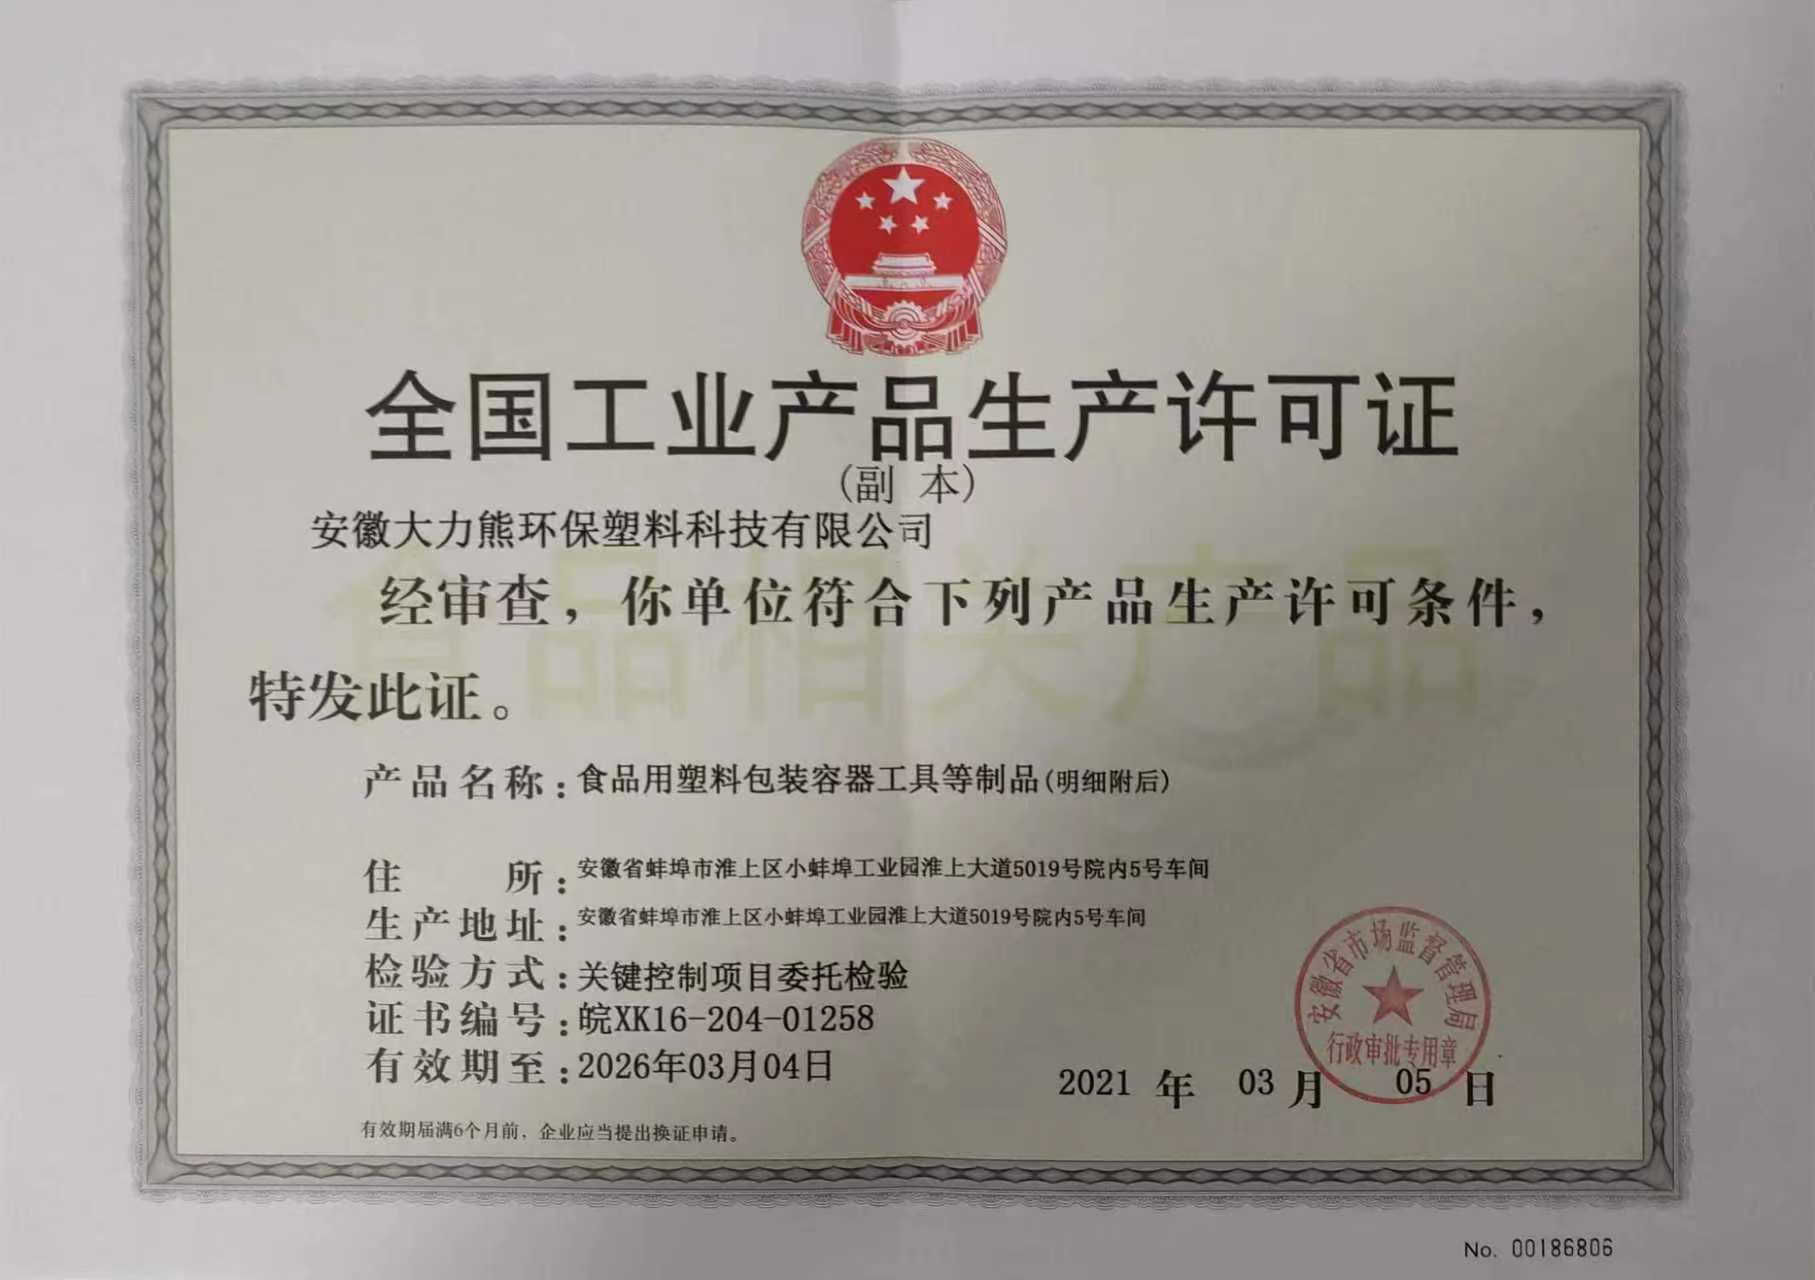 全国工业产品生产许可证
(副 本)
安徽大力熊环保塑料科技有限公司
食品相关产品
经审查，你单位符合下列产品生产许可条件，
特发此证。
产品名称：食品用塑料包装容器工具等制品(明细附后)
住 所：安徽省蚌埠市淮上区小蚌埠工业园淮上大道5019号院内5号车间
生产地址：安徽省蚌埠市淮上区小蚌埠工业园淮上大道5019号院内5号车间
检验方式：关键控制项目委托检验
证书编号：皖XK16-204-01258
有效期至：2026年03月04日
安徽省市场监督管理局
行政审批专用章
2021 年 03 月 05 日
有效期届满6个月前，企业应当提出换证申请。
No. 00186806